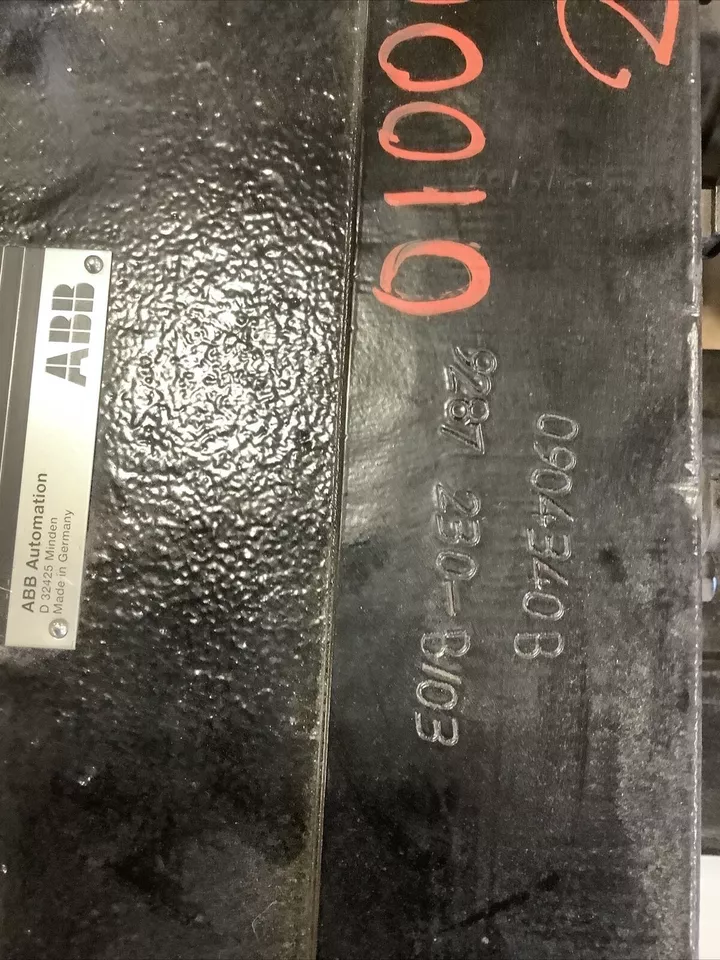 ABB
ABB Automation
D 32425 Minden
Made in Germany
0010
0904340 B
9287 230-B/03